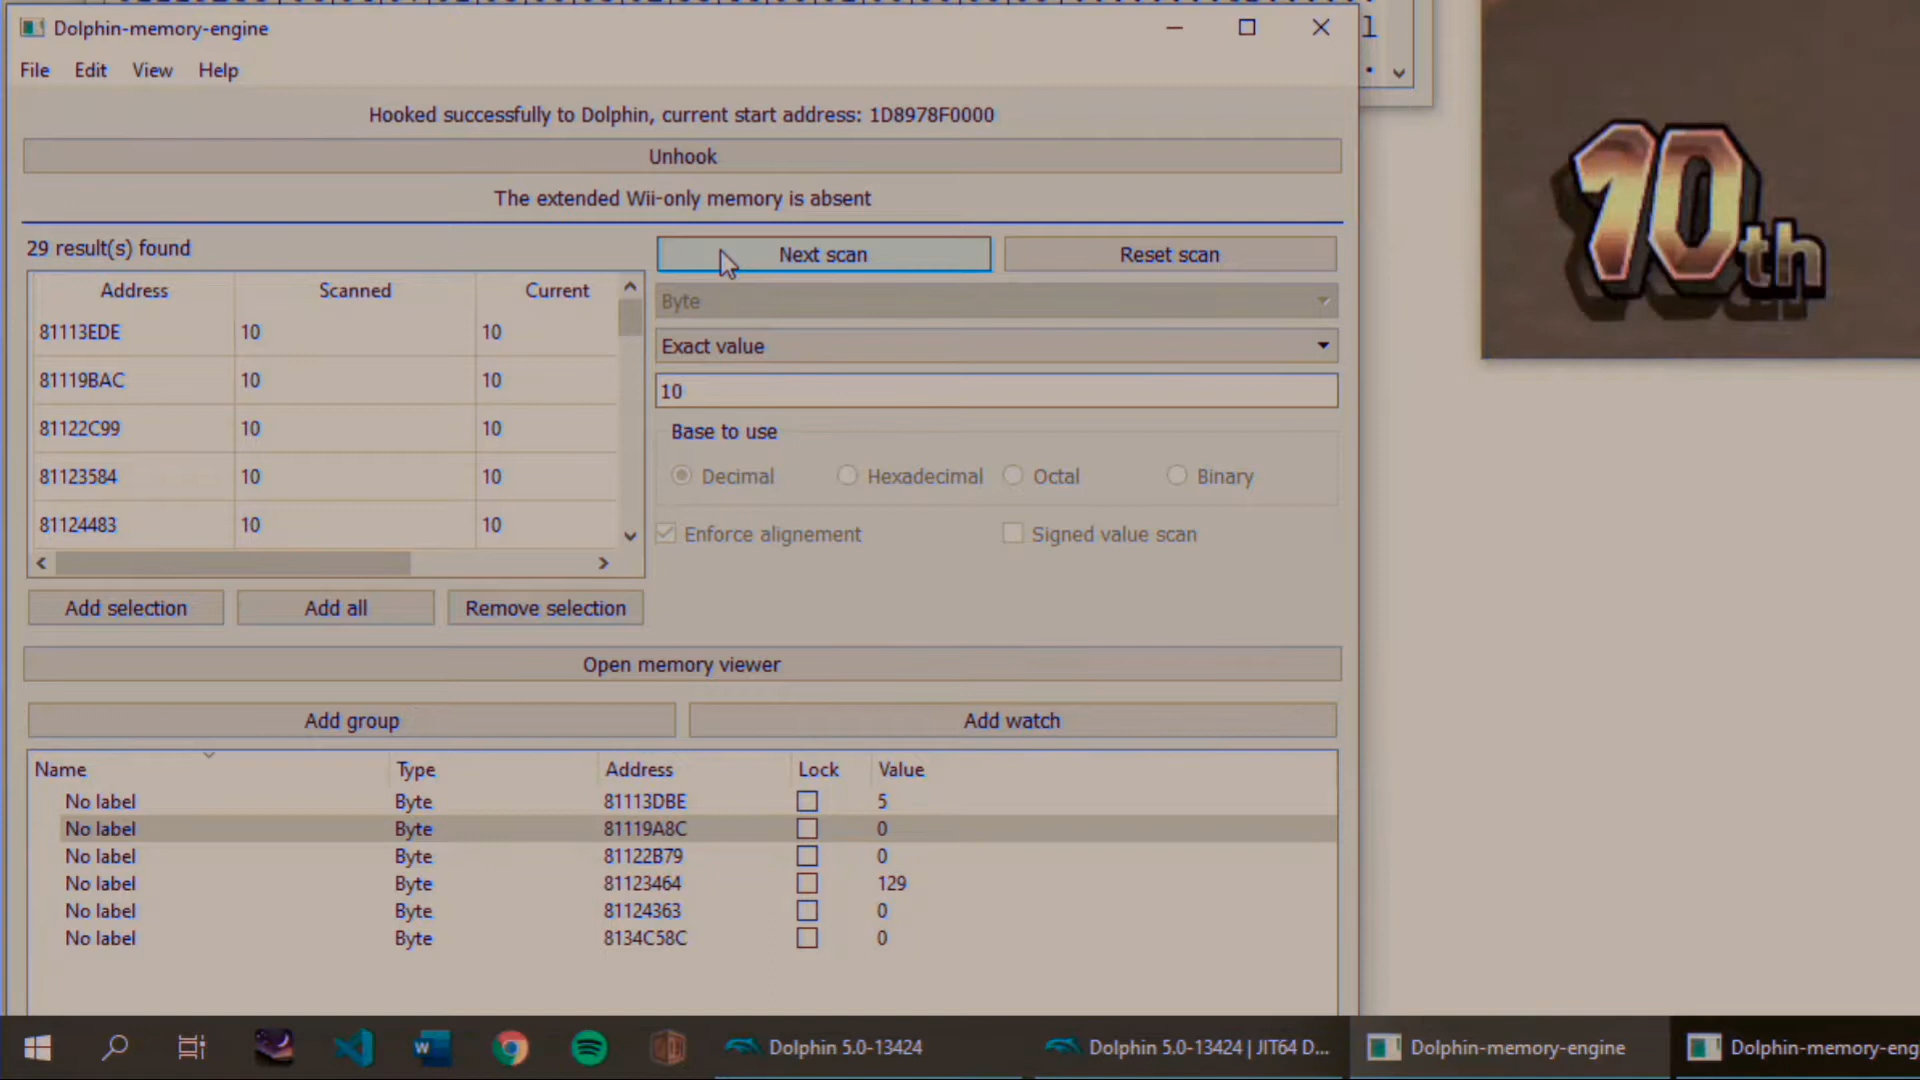 Dolphin-memory-engine
File Edit View Help
Hooked successfully to Dolphin, current start address: 1D8978F0000
Unhook
The extended Wii-only memory is absent
29 result(s) found
Next scan Reset scan
Address Scanned Current
81113EDE 10 10
81119BAC 10 10
81122C99 10 10
81123584 10 10
81124483 10 10
Byte
Exact value
10
Base to use
Decimal Hexadecimal Octal Binary
Enforce alignement Signed value scan
Add selection Add all Remove selection
Open memory viewer
Add group Add watch
Name Type Address Lock Value
No label Byte 81113DBE 5
No label Byte 81119A8C 0
No label Byte 81122B79 0
No label Byte 81123464 129
No label Byte 81124363 0
No label Byte 8134C58C 0
10th
Dolphin 5.0-13424 Dolphin 5.0-13424 | JIT64 D... Dolphin-memory-engine Dolphin-memory-eng